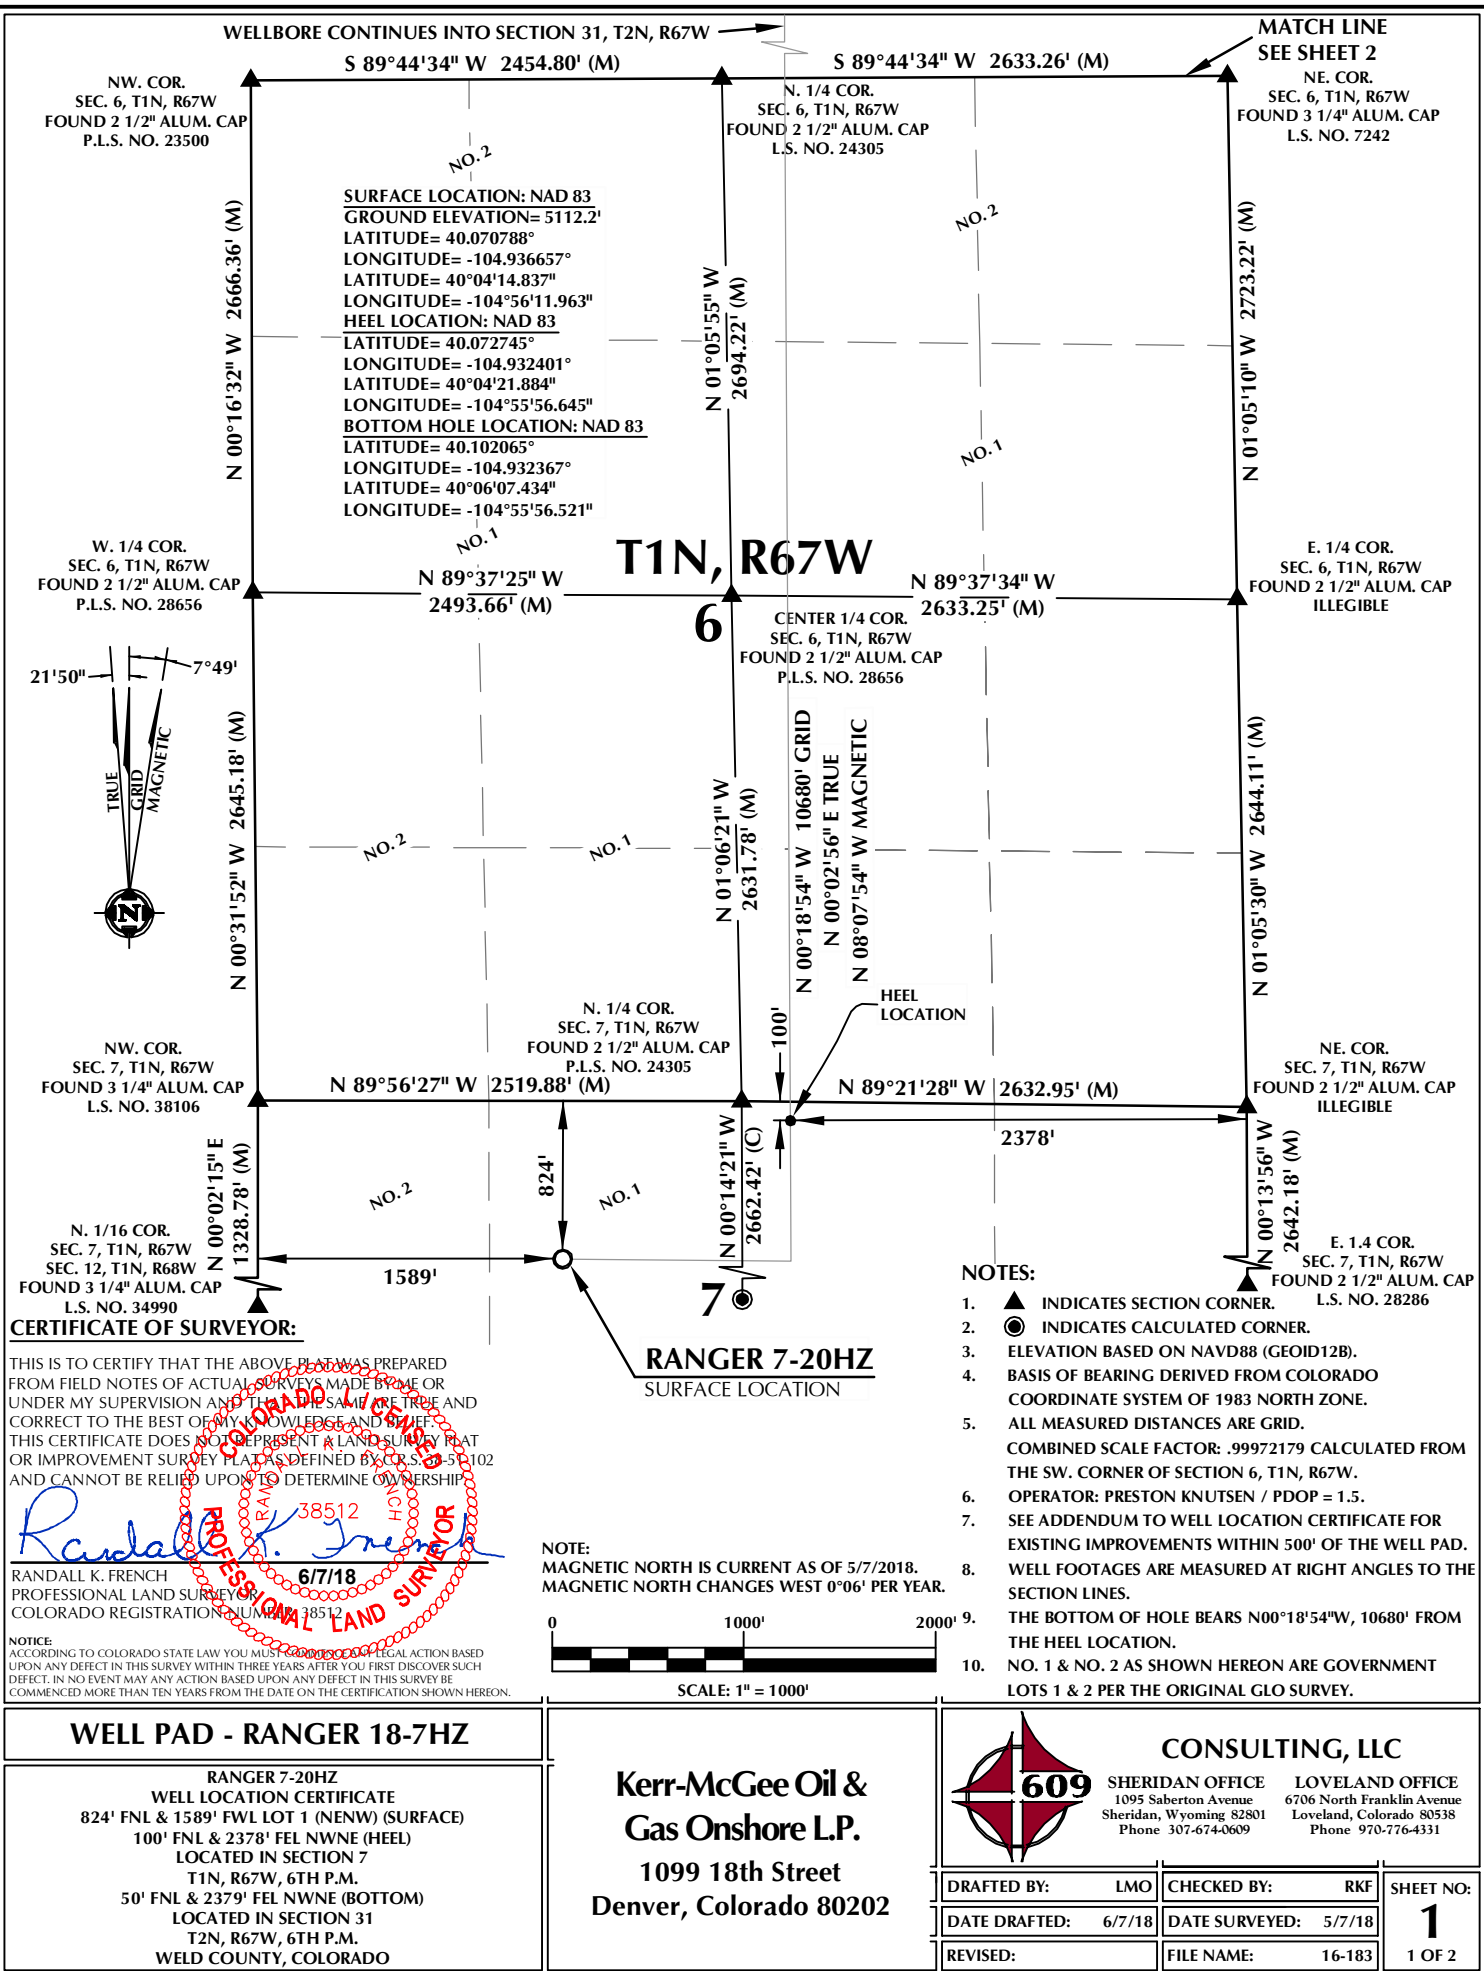 WELLBORE CONTINUES INTO SECTION 31, T2N, R67W
MATCH LINE
SEE SHEET 2
S 89°44'34" W 2454.80' (M)
S 89°44'34" W 2633.26' (M)
NW. COR.
SEC. 6, T1N, R67W
FOUND 2 1/2" ALUM. CAP
P.L.S. NO. 23500
N. 1/4 COR.
SEC. 6, T1N, R67W
FOUND 2 1/2" ALUM. CAP
L.S. NO. 24305
NE. COR.
SEC. 6, T1N, R67W
FOUND 3 1/4" ALUM. CAP
L.S. NO. 7242
NO. 2
NO. 2
SURFACE LOCATION: NAD 83
GROUND ELEVATION= 5112.2'
LATITUDE= 40.070788°
LONGITUDE= -104.936657°
LATITUDE= 40°04'14.837"
LONGITUDE= -104°56'11.963"
HEEL LOCATION: NAD 83
LATITUDE= 40.072745°
LONGITUDE= -104.932401°
LATITUDE= 40°04'21.884"
LONGITUDE= -104°55'56.645"
BOTTOM HOLE LOCATION: NAD 83
LATITUDE= 40.102065°
LONGITUDE= -104.932367°
LATITUDE= 40°06'07.434"
LONGITUDE= -104°55'56.521"
N 00°16'32" W 2666.36' (M)
N 01°05'55" W
2694.22' (M)
N 01°05'10" W 2723.22' (M)
NO. 1
NO. 1
T1N, R67W
6
W. 1/4 COR.
SEC. 6, T1N, R67W
FOUND 2 1/2" ALUM. CAP
P.L.S. NO. 28656
N 89°37'25" W
2493.66' (M)
N 89°37'34" W
2633.25' (M)
E. 1/4 COR.
SEC. 6, T1N, R67W
FOUND 2 1/2" ALUM. CAP
ILLEGIBLE
CENTER 1/4 COR.
SEC. 6, T1N, R67W
FOUND 2 1/2" ALUM. CAP
P.L.S. NO. 28656
21'50"
7°49'
TRUE
GRID
MAGNETIC
N
N 00°31'52" W 2645.18' (M)
NO. 2
NO. 1
N 01°06'21" W
2631.78' (M)
N 00°18'54" W 10680' GRID
N 00°02'56" E TRUE
N 08°07'54" W MAGNETIC
N 01°05'30" W 2644.11' (M)
HEEL
LOCATION
100'
NW. COR.
SEC. 7, T1N, R67W
FOUND 3 1/4" ALUM. CAP
L.S. NO. 38106
N. 1/4 COR.
SEC. 7, T1N, R67W
FOUND 2 1/2" ALUM. CAP
P.L.S. NO. 24305
NE. COR.
SEC. 7, T1N, R67W
FOUND 2 1/2" ALUM. CAP
ILLEGIBLE
N 89°56'27" W 2519.88' (M)
N 89°21'28" W 2632.95' (M)
2378'
N 00°02'15" E
1328.78' (M)
824'
NO. 2
NO. 1
N 00°14'21" W
2662.42' (C)
N 00°13'56" W
2642.18' (M)
N. 1/16 COR.
SEC. 7, T1N, R67W
SEC. 12, T1N, R68W
FOUND 3 1/4" ALUM. CAP
L.S. NO. 34990
1589'
7
E. 1.4 COR.
SEC. 7, T1N, R67W
FOUND 2 1/2" ALUM. CAP
L.S. NO. 28286
RANGER 7-20HZ
SURFACE LOCATION
NOTES:
1. INDICATES SECTION CORNER.
2. INDICATES CALCULATED CORNER.
3. ELEVATION BASED ON NAVD88 (GEOID12B).
4. BASIS OF BEARING DERIVED FROM COLORADO
COORDINATE SYSTEM OF 1983 NORTH ZONE.
5. ALL MEASURED DISTANCES ARE GRID.
COMBINED SCALE FACTOR: .99972179 CALCULATED FROM
THE SW. CORNER OF SECTION 6, T1N, R67W.
6. OPERATOR: PRESTON KNUTSEN / PDOP = 1.5.
7. SEE ADDENDUM TO WELL LOCATION CERTIFICATE FOR
EXISTING IMPROVEMENTS WITHIN 500' OF THE WELL PAD.
8. WELL FOOTAGES ARE MEASURED AT RIGHT ANGLES TO THE
SECTION LINES.
9. THE BOTTOM OF HOLE BEARS N00°18'54"W, 10680' FROM
THE HEEL LOCATION.
10. NO. 1 & NO. 2 AS SHOWN HEREON ARE GOVERNMENT
LOTS 1 & 2 PER THE ORIGINAL GLO SURVEY.
CERTIFICATE OF SURVEYOR:
THIS IS TO CERTIFY THAT THE ABOVE PLAT WAS PREPARED
FROM FIELD NOTES OF ACTUAL SURVEYS MADE BY ME OR
UNDER MY SUPERVISION AND THAT THE SAME ARE TRUE AND
CORRECT TO THE BEST OF MY KNOWLEDGE AND BELIEF.
THIS CERTIFICATE DOES NOT REPRESENT A LAND SURVEY PLAT
OR IMPROVEMENT SURVEY PLAT AS DEFINED BY C.R.S. 38-51-102
AND CANNOT BE RELIED UPON TO DETERMINE OWNERSHIP.
COLORADO LICENSED
RANDALL K. FRENCH
38512
PROFESSIONAL LAND SURVEYOR
Randall K. French
6/7/18
RANDALL K. FRENCH
PROFESSIONAL LAND SURVEYOR
COLORADO REGISTRATION NUMBER 38512
NOTICE:
ACCORDING TO COLORADO STATE LAW YOU MUST COMMENCE ANY LEGAL ACTION BASED
UPON ANY DEFECT IN THIS SURVEY WITHIN THREE YEARS AFTER YOU FIRST DISCOVER SUCH
DEFECT. IN NO EVENT MAY ANY ACTION BASED UPON ANY DEFECT IN THIS SURVEY BE
COMMENCED MORE THAN TEN YEARS FROM THE DATE ON THE CERTIFICATION SHOWN HEREON.
NOTE:
MAGNETIC NORTH IS CURRENT AS OF 5/7/2018.
MAGNETIC NORTH CHANGES WEST 0°06' PER YEAR.
0 1000' 2000'
SCALE: 1" = 1000'
WELL PAD - RANGER 18-7HZ
RANGER 7-20HZ
WELL LOCATION CERTIFICATE
824' FNL & 1589' FWL LOT 1 (NENW) (SURFACE)
100' FNL & 2378' FEL NWNE (HEEL)
LOCATED IN SECTION 7
T1N, R67W, 6TH P.M.
50' FNL & 2379' FEL NWNE (BOTTOM)
LOCATED IN SECTION 31
T2N, R67W, 6TH P.M.
WELD COUNTY, COLORADO
Kerr-McGee Oil &
Gas Onshore L.P.
1099 18th Street
Denver, Colorado 80202
609
CONSULTING, LLC
SHERIDAN OFFICE
1095 Saberton Avenue
Sheridan, Wyoming 82801
Phone 307-674-0609
LOVELAND OFFICE
6706 North Franklin Avenue
Loveland, Colorado 80538
Phone 970-776-4331
DRAFTED BY: LMO
CHECKED BY: RKF
DATE DRAFTED: 6/7/18
DATE SURVEYED: 5/7/18
REVISED:
FILE NAME: 16-183
SHEET NO:
1
1 OF 2